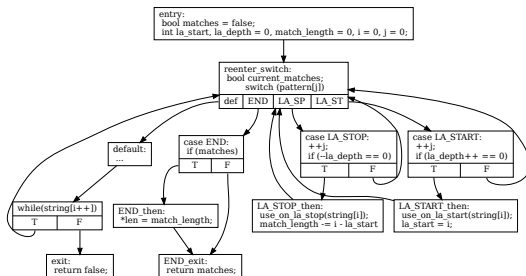 entry:
bool matches = false;
int la_start, la_depth = 0, match_length = 0, i = 0, j = 0;
reenter_switch:
bool current_matches;
switch (pattern[j])
def END LA_SP LA_ST
default:
...
case END:
if (matches)
T F
case LA_STOP:
++j;
if (--la_depth == 0)
T F
case LA_START:
++j;
if (la_depth++ == 0)
T F
while(string[i++])
T F
END_then:
*len = match_length;
LA_STOP_then:
use_on_la_stop(string[i]);
match_length -= i - la_start
LA_START_then:
use_on_la_start(string[i]);
la_start = i;
exit:
return false;
END_exit:
return matches;